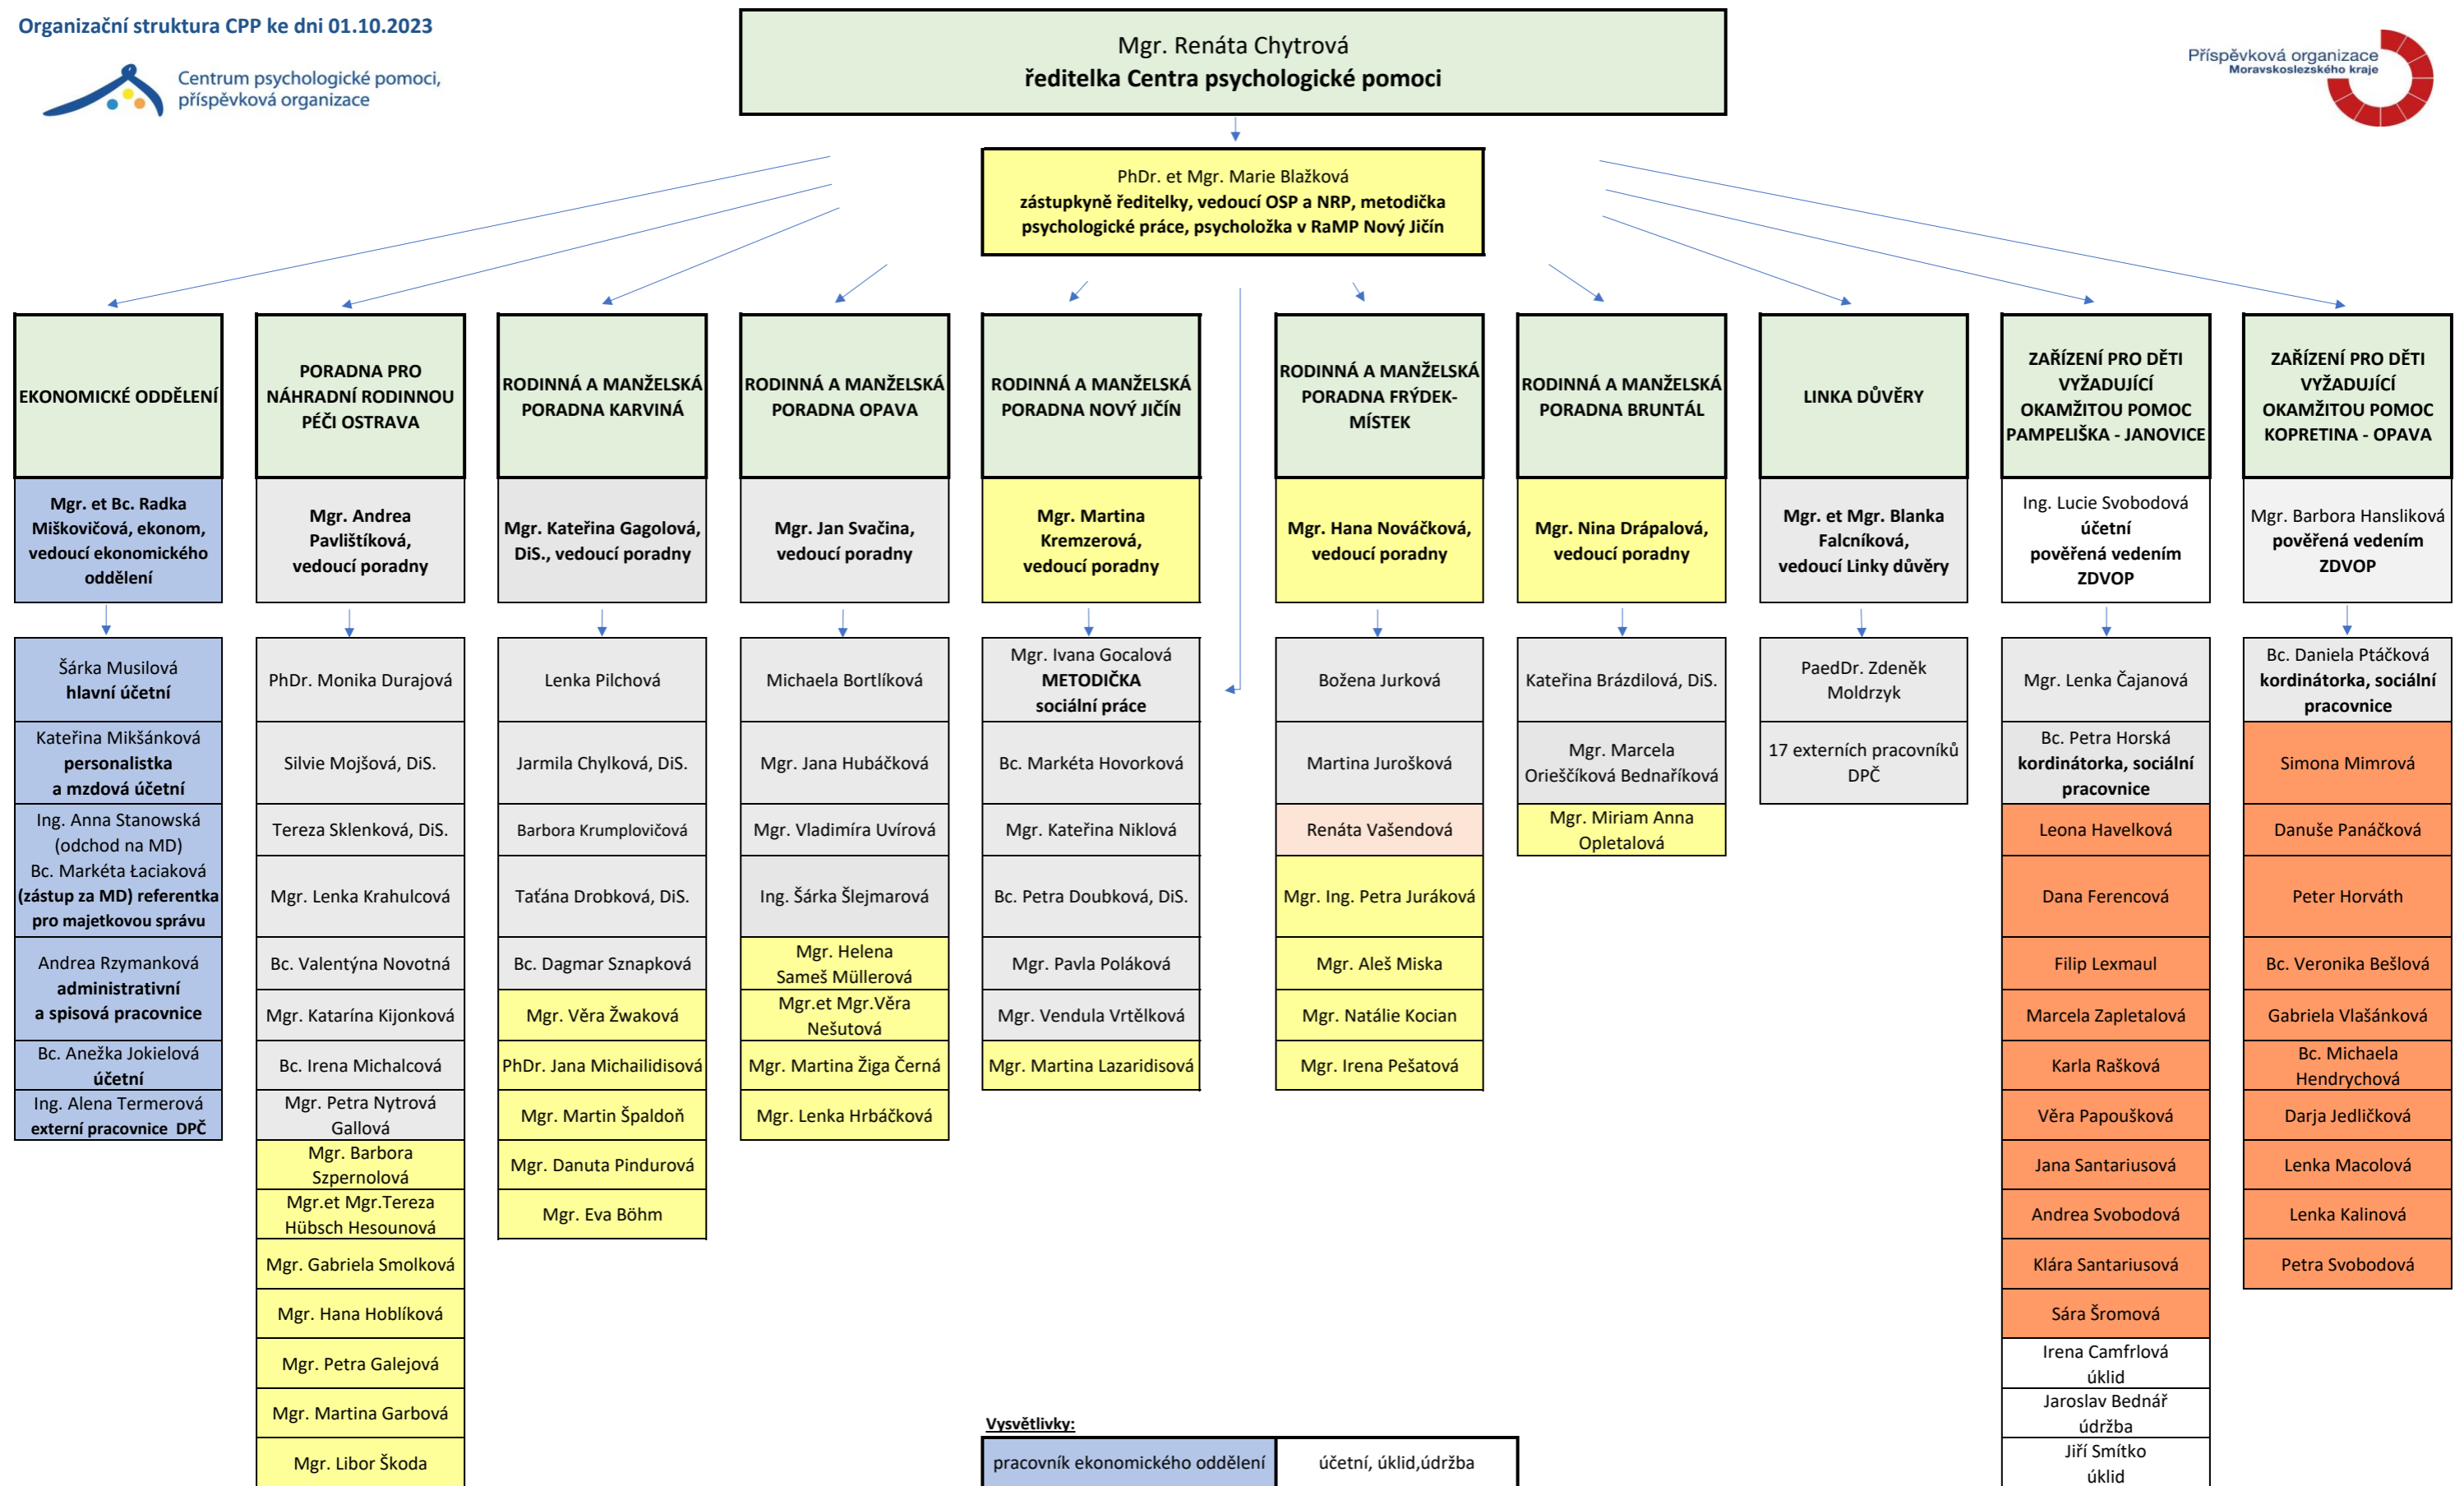 Organizační struktura CPP ke dni 01.10.2023
Centrum psychologické pomoci,
příspěvková organizace
Mgr. Renáta Chytrová
ředitelka Centra psychologické pomoci
Příspěvková organizace
Moravskoslezského kraje
PhDr. et Mgr. Marie Blažková
zástupkyně ředitelky, vedoucí OSP a NRP, metodička
psychologické práce, psycholožka v RaMP Nový Jičín
EKONOMICKÉ ODDĚLENÍ
Mgr. et Bc. Radka
Miškovičová, ekonom,
vedoucí ekonomického
oddělení
Šárka Musilová
hlavní účetní
Kateřina Mikšánková
personalistka
a mzdová účetní
Ing. Anna Stanowská
(odchod na MD)
Bc. Markéta Łaciaková
(zástup za MD) referentka
pro majetkovou správu
Andrea Rzymanková
administrativní
a spisová pracovnice
Bc. Anežka Jokielová
účetní
Ing. Alena Termerová
externí pracovnice  DPČ
PORADNA PRO
NÁHRADNÍ RODINNOU
PÉČI OSTRAVA
Mgr. Andrea
Pavlištíková,
vedoucí poradny
PhDr. Monika Durajová
Silvie Mojšová, DiS.
Tereza Sklenková, DiS.
Mgr. Lenka Krahulcová
Bc. Valentýna Novotná
Mgr. Katarína Kijonková
Bc. Irena Michalcová
Mgr. Petra Nytrová
Gallová
Mgr. Barbora
Szpernolová
Mgr.et Mgr.Tereza
Hübsch Hesounová
Mgr. Gabriela Smolková
Mgr. Hana Hoblíková
Mgr. Petra Galejová
Mgr. Martina Garbová
Mgr. Libor Škoda
RODINNÁ A MANŽELSKÁ
PORADNA KARVINÁ
Mgr. Kateřina Gagolová,
DiS., vedoucí poradny
Lenka Pilchová
Jarmila Chylková, DiS.
Barbora Krumplovičová
Taťána Drobková, DiS.
Bc. Dagmar Sznapková
Mgr. Věra Żwaková
PhDr. Jana Michailidisová
Mgr. Martin Špaldoň
Mgr. Danuta Pindurová
Mgr. Eva Böhm
RODINNÁ A MANŽELSKÁ
PORADNA OPAVA
Mgr. Jan Svačina,
vedoucí poradny
Michaela Bortlíková
Mgr. Jana Hubáčková
Mgr. Vladimíra Uvírová
Ing. Šárka Šlejmarová
Mgr. Helena
Sameš Müllerová
Mgr.et Mgr.Věra
Nešutová
Mgr. Martina Žiga Černá
Mgr. Lenka Hrbáčková
RODINNÁ A MANŽELSKÁ
PORADNA NOVÝ JIČÍN
Mgr. Martina
Kremzerová,
vedoucí poradny
Mgr. Ivana Gocalová
METODIČKA
sociální práce
Bc. Markéta Hovorková
Mgr. Kateřina Niklová
Bc. Petra Doubková, DiS.
Mgr. Pavla Poláková
Mgr. Vendula Vrtělková
Mgr. Martina Lazaridisová
RODINNÁ A MANŽELSKÁ
PORADNA FRÝDEK-
MÍSTEK
Mgr. Hana Nováčková,
vedoucí poradny
Božena Jurková
Martina Jurošková
Renáta Vašendová
Mgr. Ing. Petra Juráková
Mgr. Aleš Miska
Mgr. Natálie Kocian
Mgr. Irena Pešatová
RODINNÁ A MANŽELSKÁ
PORADNA BRUNTÁL
Mgr. Nina Drápalová,
vedoucí poradny
Kateřina Brázdilová, DiS.
Mgr. Marcela
Orieščíková Bednaříková
Mgr. Miriam Anna
Opletalová
LINKA DŮVĚRY
Mgr. et Mgr. Blanka
Falcníková,
vedoucí Linky důvěry
PaedDr. Zdeněk
Moldrzyk
17 externích pracovníků
DPČ
ZAŘÍZENÍ PRO DĚTI
VYŽADUJÍCÍ
OKAMŽITOU POMOC
PAMPELIŠKA - JANOVICE
Ing. Lucie Svobodová
účetní
pověřená vedením
ZDVOP
Mgr. Lenka Čajanová
Bc. Petra Horská
kordinátorka, sociální
pracovnice
Leona Havelková
Dana Ferencová
Filip Lexmaul
Marcela Zapletalová
Karla Rašková
Věra Papoušková
Jana Santariusová
Andrea Svobodová
Klára Santariusová
Sára Šromová
Irena Camfrlová
úklid
Jaroslav Bednář
údržba
Jiří Smítko
úklid
ZAŘÍZENÍ PRO DĚTI
VYŽADUJÍCÍ
OKAMŽITOU POMOC
KOPRETINA - OPAVA
Mgr. Barbora Hansliková
pověřená vedením
ZDVOP
Bc. Daniela Ptáčková
kordinátorka, sociální
pracovnice
Simona Mimrová
Danuše Panáčková
Peter Horváth
Bc. Veronika Bešlová
Gabriela Vlašánková
Bc. Michaela
Hendrychová
Darja Jedličková
Lenka Macolová
Lenka Kalinová
Petra Svobodová
Vysvětlivky:
pracovník ekonomického oddělení
účetní, úklid,údržba